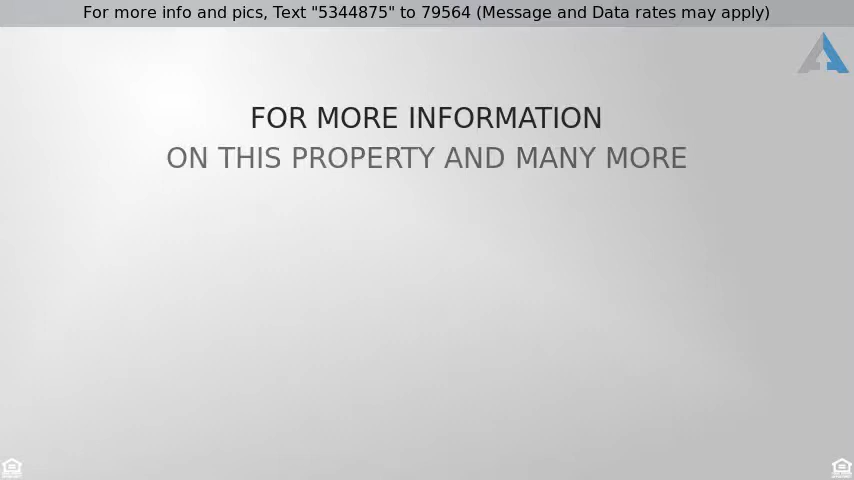 For more info and pics, Text "5344875" to 79564 (Message and Data rates may apply)
FOR MORE INFORMATION
ON THIS PROPERTY AND MANY MORE